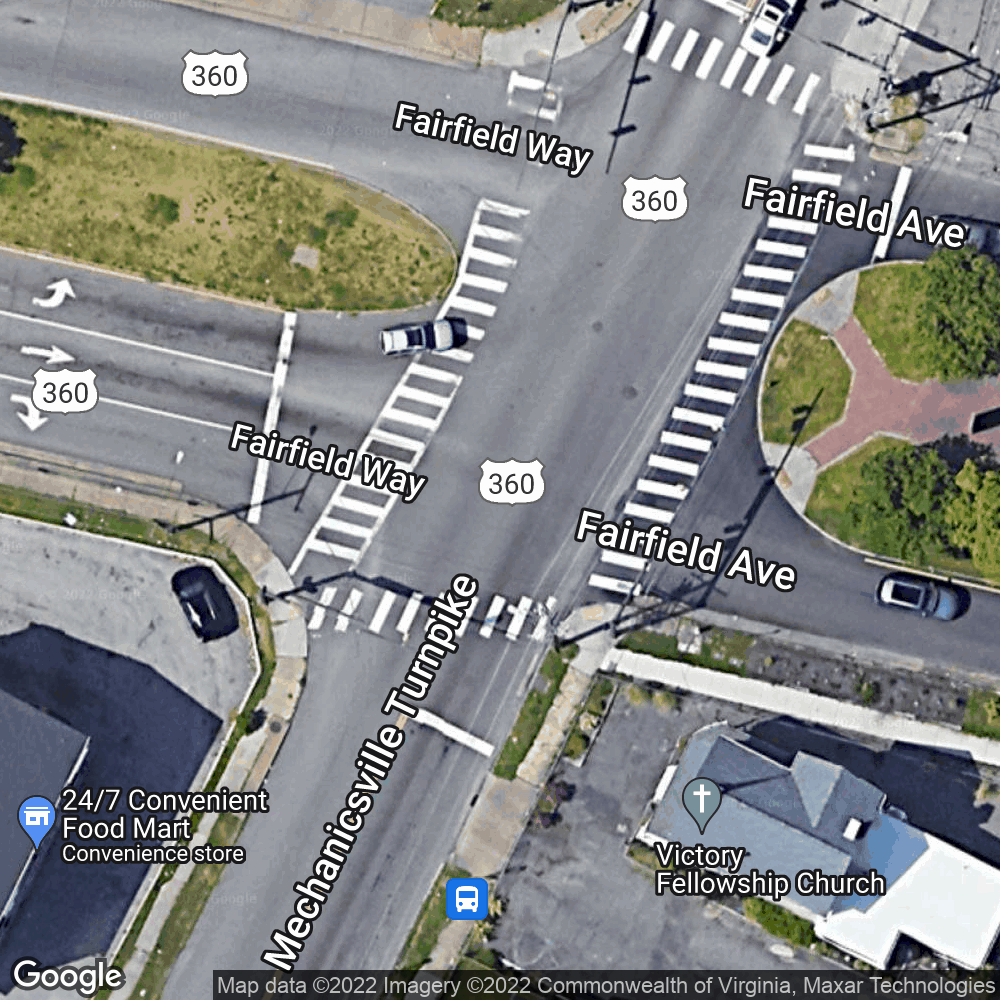 360
Fairfield Way
360
Fairfield Ave
360
Fairfield Way
360
Fairfield Ave
Mechanicsville Turnpike
24/7 Convenient
Food Mart
Convenience store
Victory
Fellowship Church
Google
Map data ©2022 Imagery ©2022 Commonwealth of Virginia, Maxar Technologies